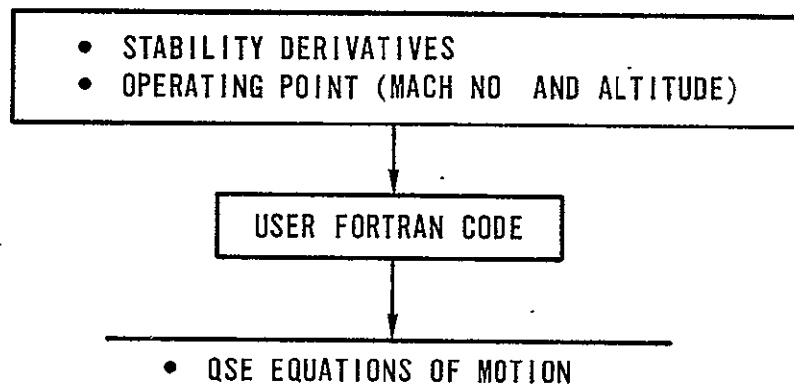 • STABILITY DERIVATIVES
• OPERATING POINT (MACH NO AND ALTITUDE)
USER FORTRAN CODE
• QSE EQUATIONS OF MOTION